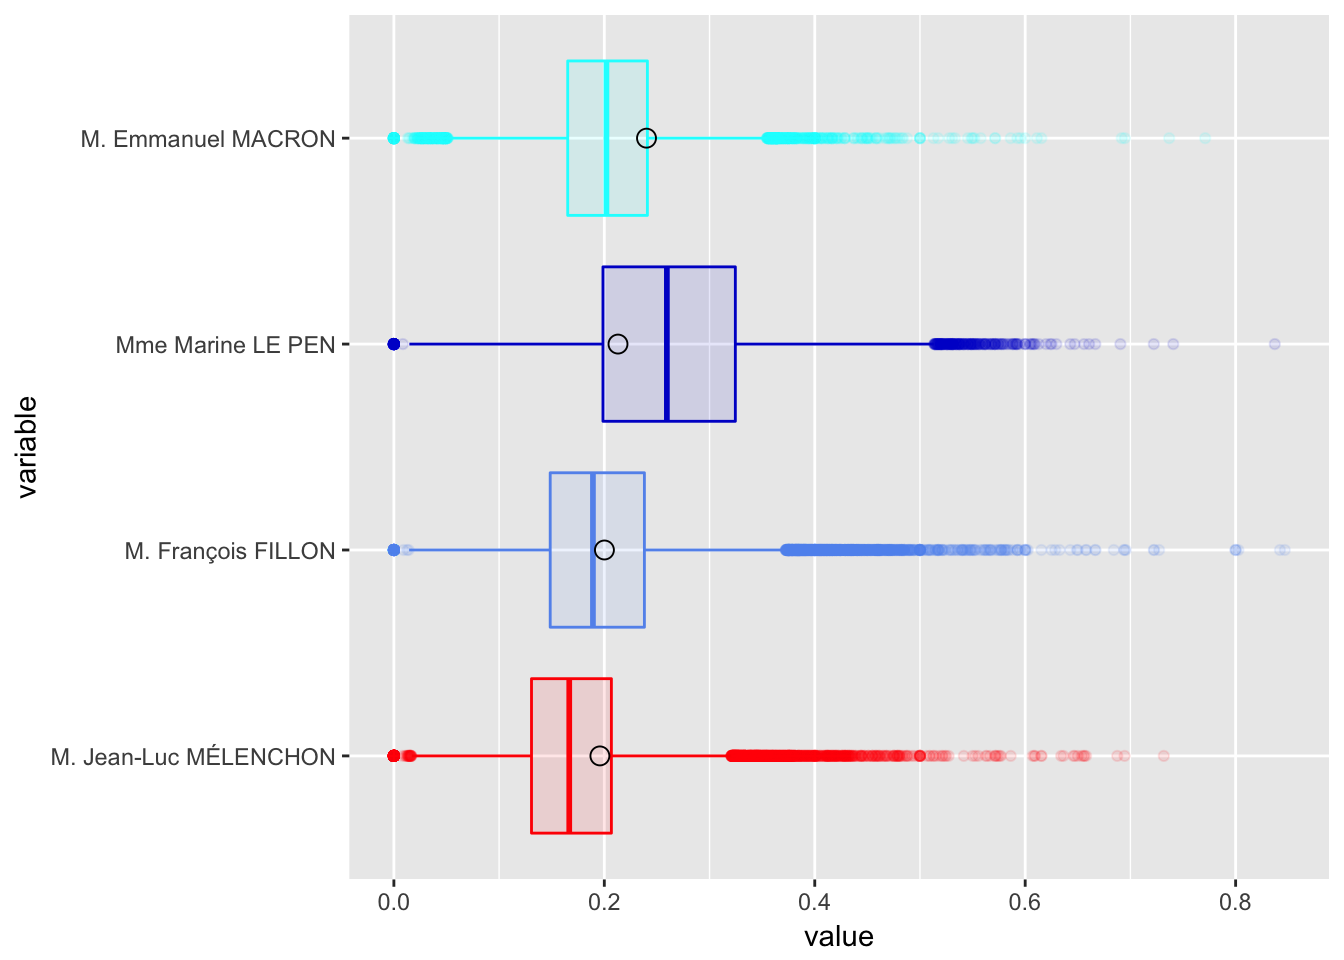 variable
M. Emmanuel MACRON
Mme Marine LE PEN
M. François FILLON
M. Jean-Luc MÉLENCHON
0.0 0.2 0.4 0.6 0.8
value